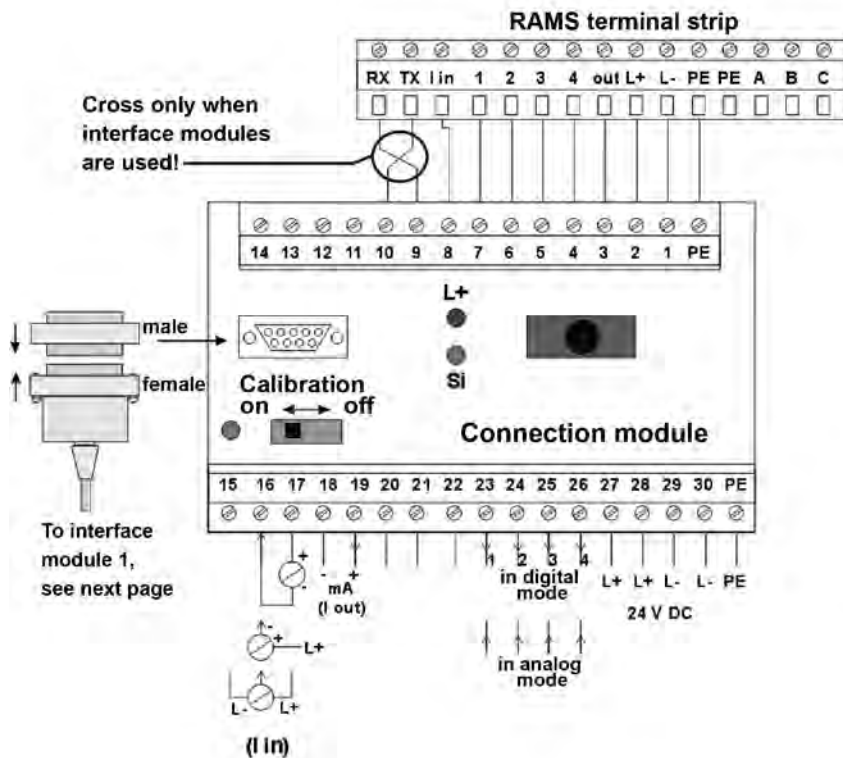 RAMS terminal strip
RX TX I in 1 2 3 4 out L+ L- PE PE A B C
Cross only when
interface modules
are used!
14 13 12 11 10 9 8 7 6 5 4 3 2 1 PE
L+
male
female
Si
Calibration
on off
Connection module
15 16 17 18 19 20 21 22 23 24 25 26 27 28 29 30 PE
To interface
module 1,
see next page
+
-
- +
mA
(I out)
1 2 3 4
in digital
mode
L+ L+ L- L- PE
24 V DC
-
+
L+
in analog
mode
L- L+
(I in)